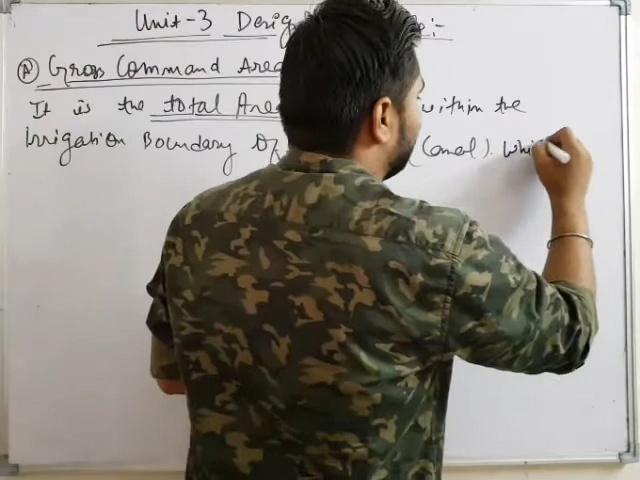 Unit-3 Desig :-
(A) Gross Command Area
It is the total Area within the
Irrigation Boundary Of (Canal). Whi